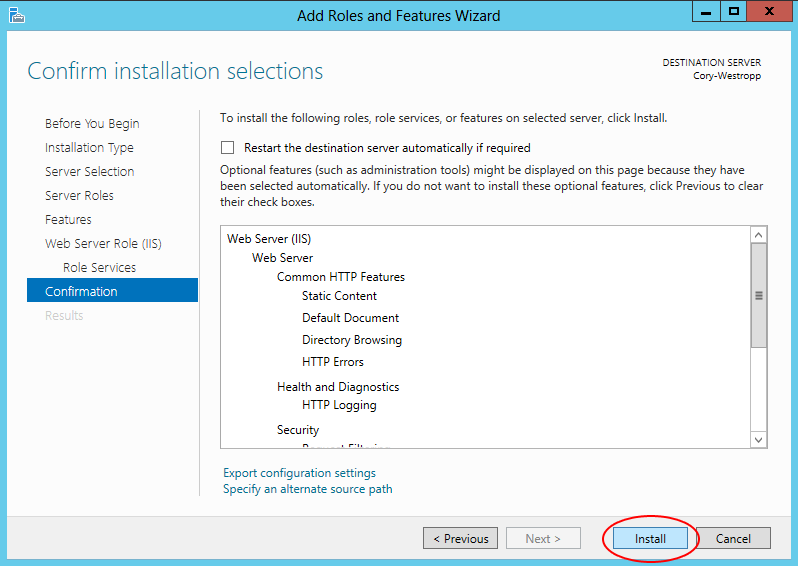 Add Roles and Features Wizard
Confirm installation selections
DESTINATION SERVER
Cory-Westropp
Before You Begin
Installation Type
Server Selection
Server Roles
Features
Web Server Role (IIS)
Role Services
Confirmation
Results
To install the following roles, role services, or features on selected server, click Install.
Restart the destination server automatically if required
Optional features (such as administration tools) might be displayed on this page because they have
been selected automatically. If you do not want to install these optional features, click Previous to clear
their check boxes.
Web Server (IIS)
Web Server
Common HTTP Features
Static Content
Default Document
Directory Browsing
HTTP Errors
Health and Diagnostics
HTTP Logging
Security
Request Filtering
Export configuration settings
Specify an alternate source path
< Previous
Next >
Install
Cancel